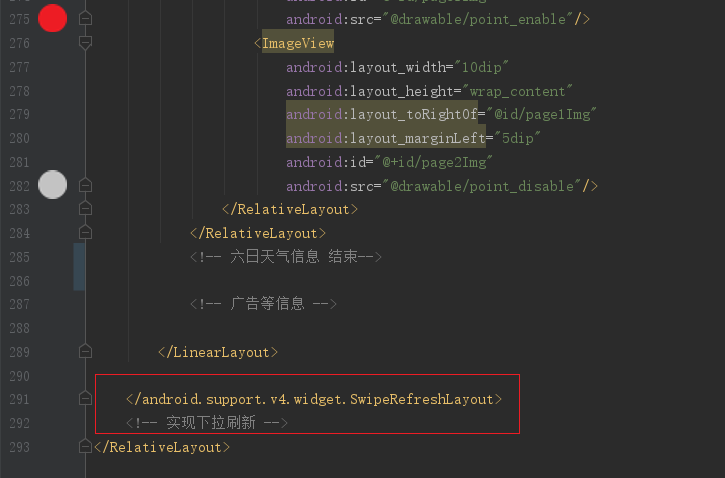 275 android:src="@drawable/point_enable"/>
276 <ImageView
277 android:layout_width="10dip"
278 android:layout_height="wrap_content"
279 android:layout_toRightOf="@id/page1Img"
280 android:layout_marginLeft="5dip"
281 android:id="@+id/page2Img"
282 android:src="@drawable/point_disable"/>
283 </RelativeLayout>
284 </RelativeLayout>
285 <!-- 六日天气信息 结束-->
286
287 <!-- 广告等信息 -->
288
289 </LinearLayout>
290
291 </android.support.v4.widget.SwipeRefreshLayout>
292 <!-- 实现下拉刷新 -->
293 </RelativeLayout>